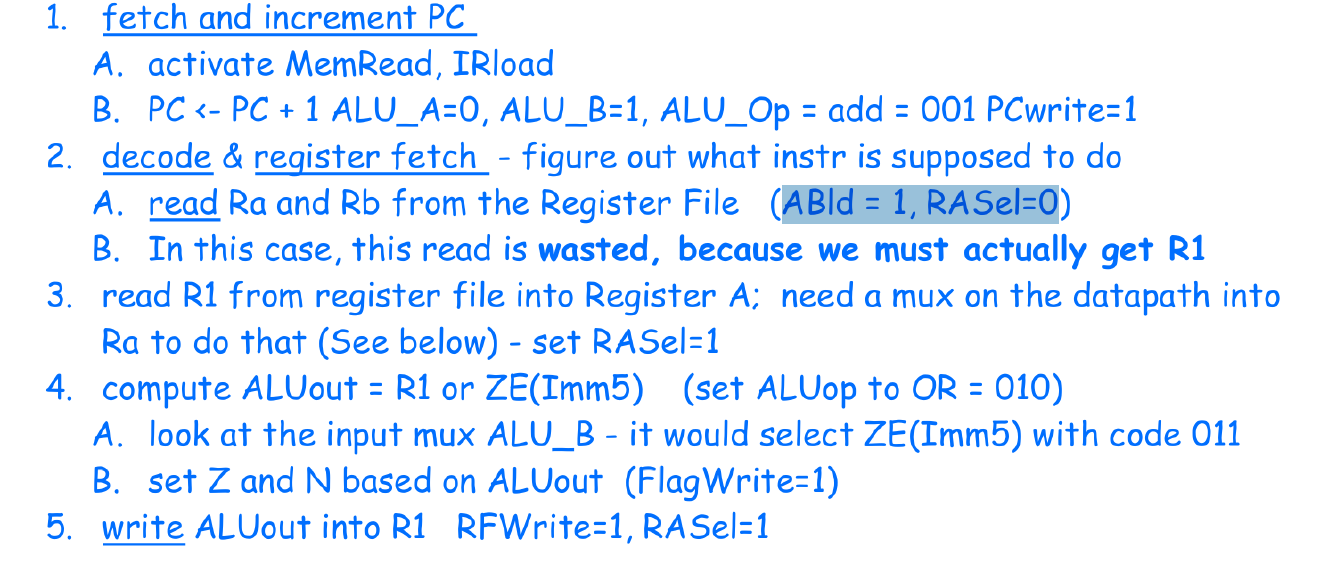 1. fetch and increment PC
A. activate MemRead, IRload
B. PC <- PC + 1 ALU_A=0, ALU_B=1, ALU_Op = add = 001 PCwrite=1
2. decode & register fetch - figure out what instr is supposed to do
A. read Ra and Rb from the Register File (ABld = 1, RASel=0)
B. In this case, this read is wasted, because we must actually get R1
3. read R1 from register file into Register A; need a mux on the datapath into
Ra to do that (See below) - set RASel=1
4. compute ALUout = R1 or ZE(Imm5) (set ALUop to OR = 010)
A. look at the input mux ALU_B - it would select ZE(Imm5) with code 011
B. set Z and N based on ALUout (FlagWrite=1)
5. write ALUout into R1 RFWrite=1, RASel=1